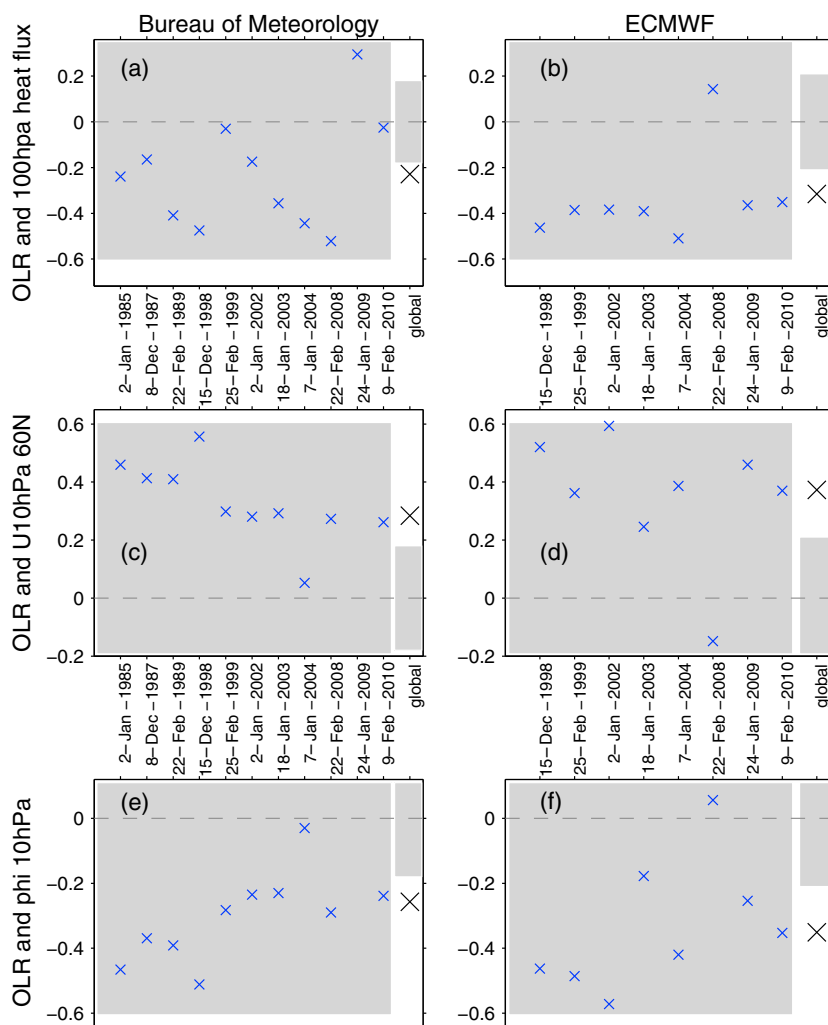 Bureau of Meteorology
ECMWF
OLR and 100hpa heat flux
(a)
0.2
0
−0.2
−0.4
−0.6
2−Jan−1985
8−Dec−1987
22−Feb−1989
15−Dec−1998
25−Feb−1999
2−Jan−2002
18−Jan−2003
7−Jan−2004
22−Feb−2008
24−Jan−2009
9−Feb−2010
global
(b)
0.2
0
−0.2
−0.4
−0.6
15−Dec−1998
25−Feb−1999
2−Jan−2002
18−Jan−2003
7−Jan−2004
22−Feb−2008
24−Jan−2009
9−Feb−2010
global
OLR and U10hPa 60N
(c)
0.6
0.4
0.2
0
−0.2
2−Jan−1985
8−Dec−1987
22−Feb−1989
15−Dec−1998
25−Feb−1999
2−Jan−2002
18−Jan−2003
7−Jan−2004
22−Feb−2008
24−Jan−2009
9−Feb−2010
global
(d)
0.6
0.4
0.2
0
−0.2
15−Dec−1998
25−Feb−1999
2−Jan−2002
18−Jan−2003
7−Jan−2004
22−Feb−2008
24−Jan−2009
9−Feb−2010
global
OLR and phi 10hPa
(e)
0
−0.2
−0.4
−0.6
(f)
0
−0.2
−0.4
−0.6